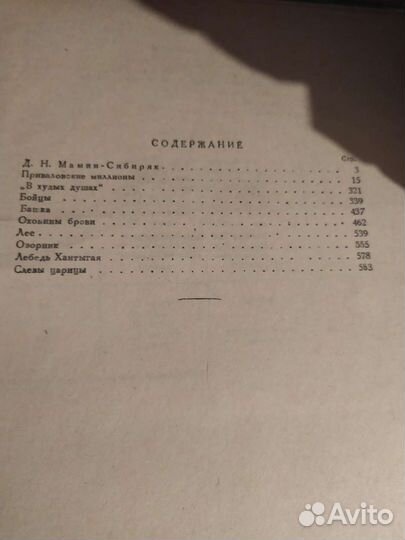 СОДЕРЖАНИЕ
Стр.
Д. Н. Мамин-Сибиряк . . . 3
Приваловские миллионы . . . 15
„В худых душах“ . . . 321
Бойцы . . . 339
Башка . . . 437
Охонины брови . . . 462
Лес . . . 539
Озорник . . . 555
Лебедь Хантыгая . . . 578
Слезы царицы . . . 583
Avito